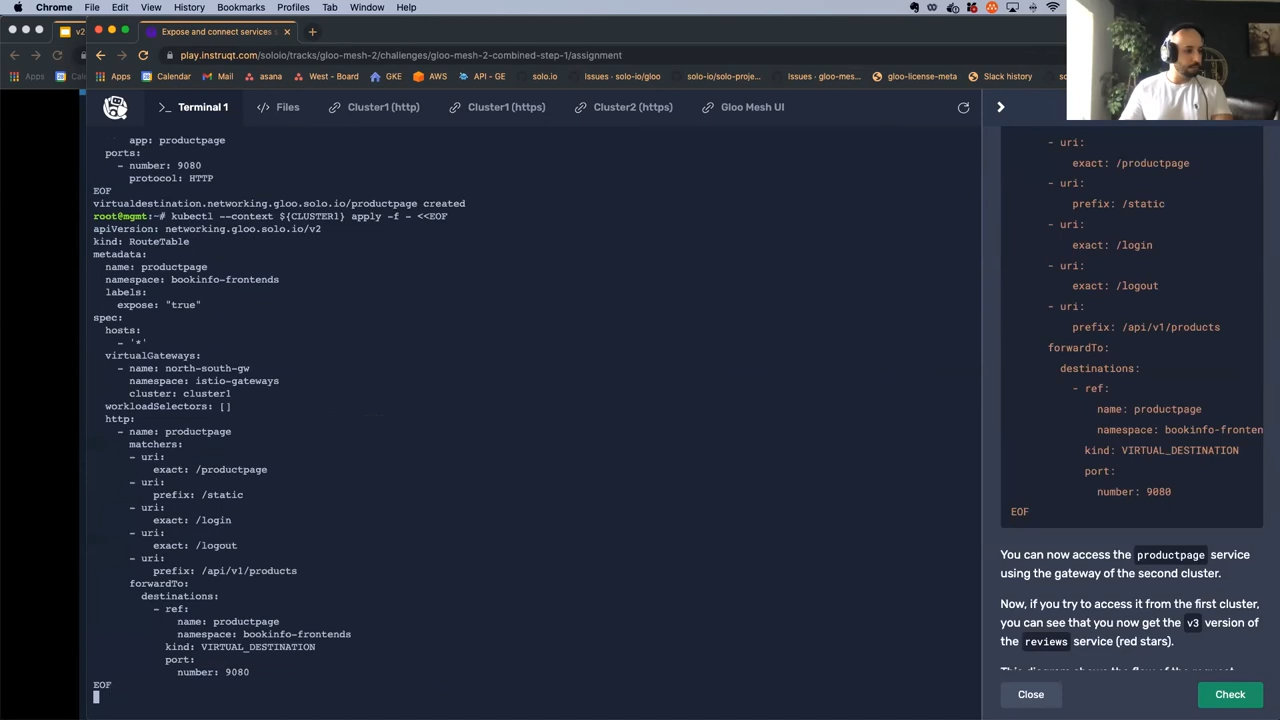 Chrome File Edit View History Bookmarks Profiles Tab Window Help
v2
Expose and connect services
play.instruqt.com/soloio/tracks/gloo-mesh-2/challenges/gloo-mesh-2-combined-step-1/assignment
Apps
Apps Calendar Mail asana West - Board GKE AWS API - GE solo.io Issues · solo-io/gloo solo-io/solo-proje... Issues · gloo-mes... gloo-license-meta Slack history
Terminal 1 Files Cluster1 (http) Cluster1 (https) Cluster2 (https) Gloo Mesh UI
app: productpage
ports:
- number: 9080
protocol: HTTP
EOF
virtualdestination.networking.gloo.solo.io/productpage created
root@mgmt:~# kubectl --context ${CLUSTER1} apply -f - <<EOF
apiVersion: networking.gloo.solo.io/v2
kind: RouteTable
metadata:
name: productpage
namespace: bookinfo-frontends
labels:
expose: "true"
spec:
hosts:
- '*'
virtualGateways:
- name: north-south-gw
namespace: istio-gateways
cluster: cluster1
workloadSelectors: []
http:
- name: productpage
matchers:
- uri:
exact: /productpage
- uri:
prefix: /static
- uri:
exact: /login
- uri:
exact: /logout
- uri:
prefix: /api/v1/products
forwardTo:
destinations:
- ref:
name: productpage
namespace: bookinfo-frontends
kind: VIRTUAL_DESTINATION
port:
number: 9080
EOF
- uri:
exact: /productpage
- uri:
prefix: /static
- uri:
exact: /login
- uri:
exact: /logout
- uri:
prefix: /api/v1/products
forwardTo:
destinations:
- ref:
name: productpage
namespace: bookinfo-fronten
kind: VIRTUAL_DESTINATION
port:
number: 9080
EOF
You can now access the productpage service
using the gateway of the second cluster.
Now, if you try to access it from the first cluster,
you can see that you now get the v3 version of
the reviews service (red stars).
This diagram shows the flow of the request
Close Check